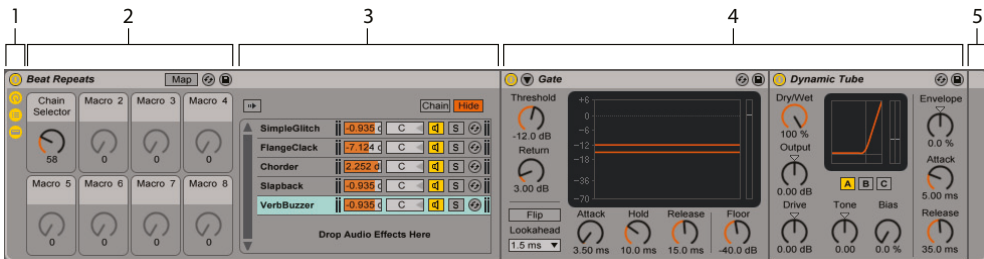 1 2 3 4 5
Beat Repeats Map
Chain Selector Macro 2 Macro 3 Macro 4
58 0 0 0
Macro 5 Macro 6 Macro 7 Macro 8
0 0 0 0
Chain Hide
SimpleGlitch -0.935 d C S
FlangeClack -7.124 d C S
Chorder 2.252 d C S
Slapback -0.935 d C S
VerbBuzzer -0.935 d C S
Drop Audio Effects Here
Gate
Threshold
-12.0 dB
Return
3.00 dB
Flip
Lookahead
1.5 ms
+6
0
-6
-12
-18
-36
-70
Attack Hold Release Floor
3.50 ms 10.0 ms 15.0 ms -40.0 dB
Dynamic Tube
Dry/Wet
100 %
Output
0.00 dB
Drive
0.00 dB
A B C
Tone Bias
0.00 0.0 %
Envelope
0.0 %
Attack
5.00 ms
Release
35.0 ms